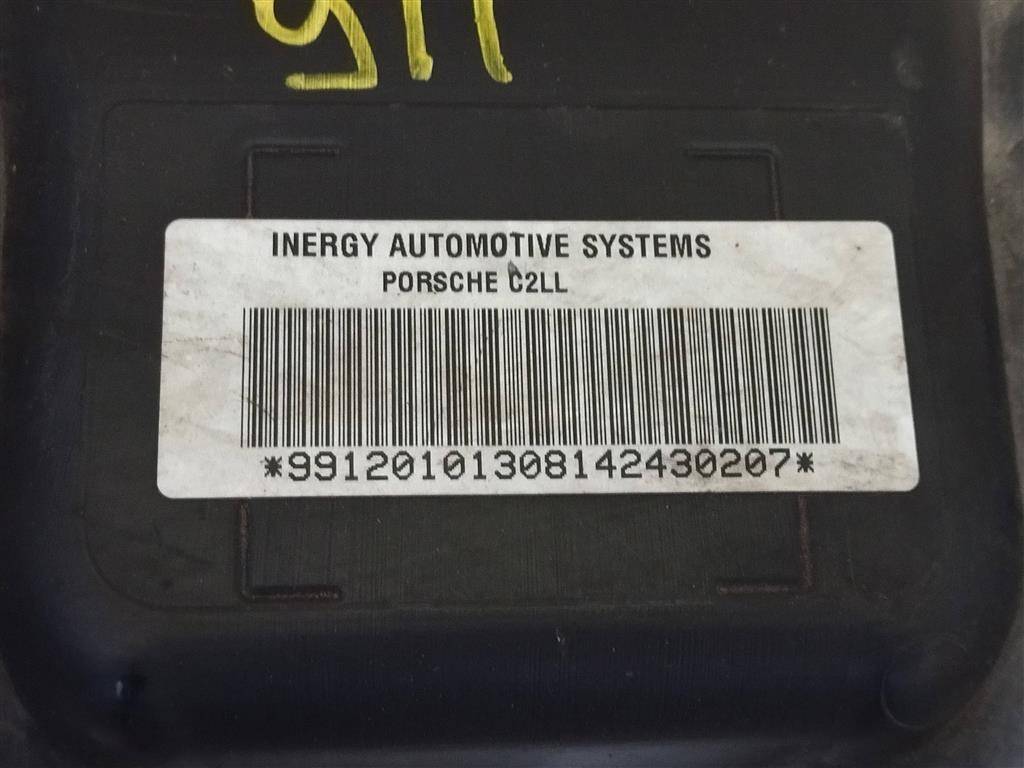 911
INERGY AUTOMOTIVE SYSTEMS
PORSCHE C2LL
*99120101308142430207*